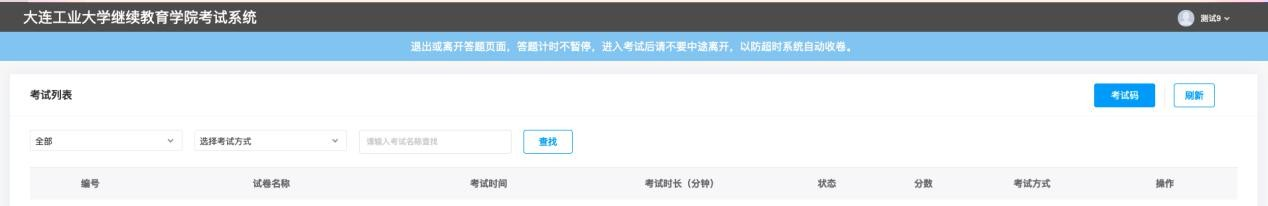 大连工业大学继续教育学院考试系统 测试9
退出或离开答题页面，答题计时不暂停，进入考试后请不要中途离开，以防超时系统自动收卷。
考试列表 考试码 刷新
全部 选择考试方式 请输入考试名称查找 查找
编号 试卷名称 考试时间 考试时长（分钟） 状态 分数 考试方式 操作